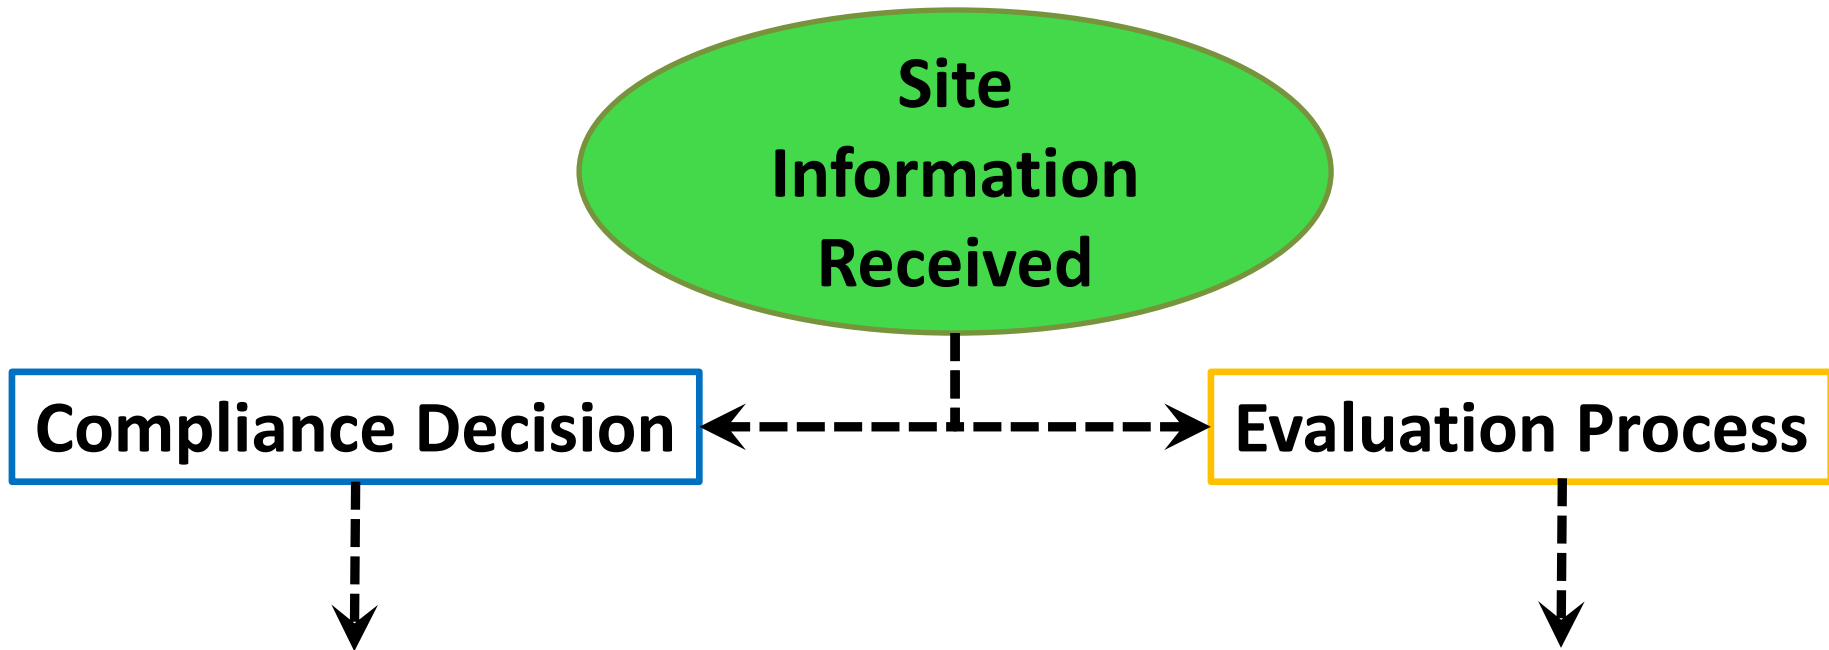 Site
Information
Received
Compliance Decision
Evaluation Process